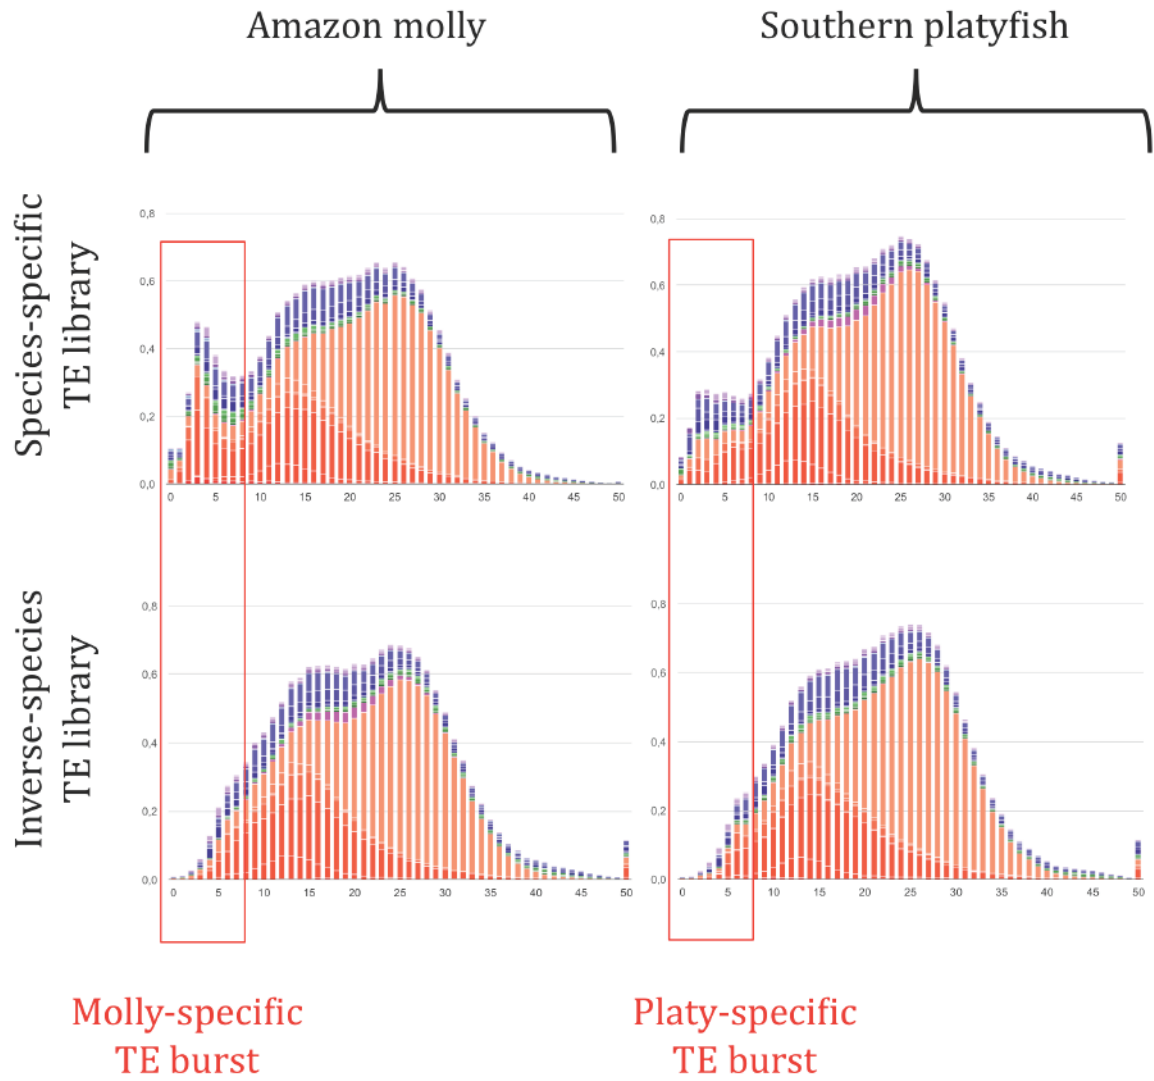 Amazon molly
Southern platyfish
Species-specific
TE library
0,8
0,6
0,4
0,2
0,0
0 5 10 15 20 25 30 35 40 45 50
0,8
0,6
0,4
0,2
0,0
0 5 10 15 20 25 30 35 40 45 50
Inverse-species
TE library
0,8
0,6
0,4
0,2
0,0
0 5 10 15 20 25 30 35 40 45 50
0,8
0,6
0,4
0,2
0,0
0 5 10 15 20 25 30 35 40 45 50
Molly-specific
TE burst
Platy-specific
TE burst